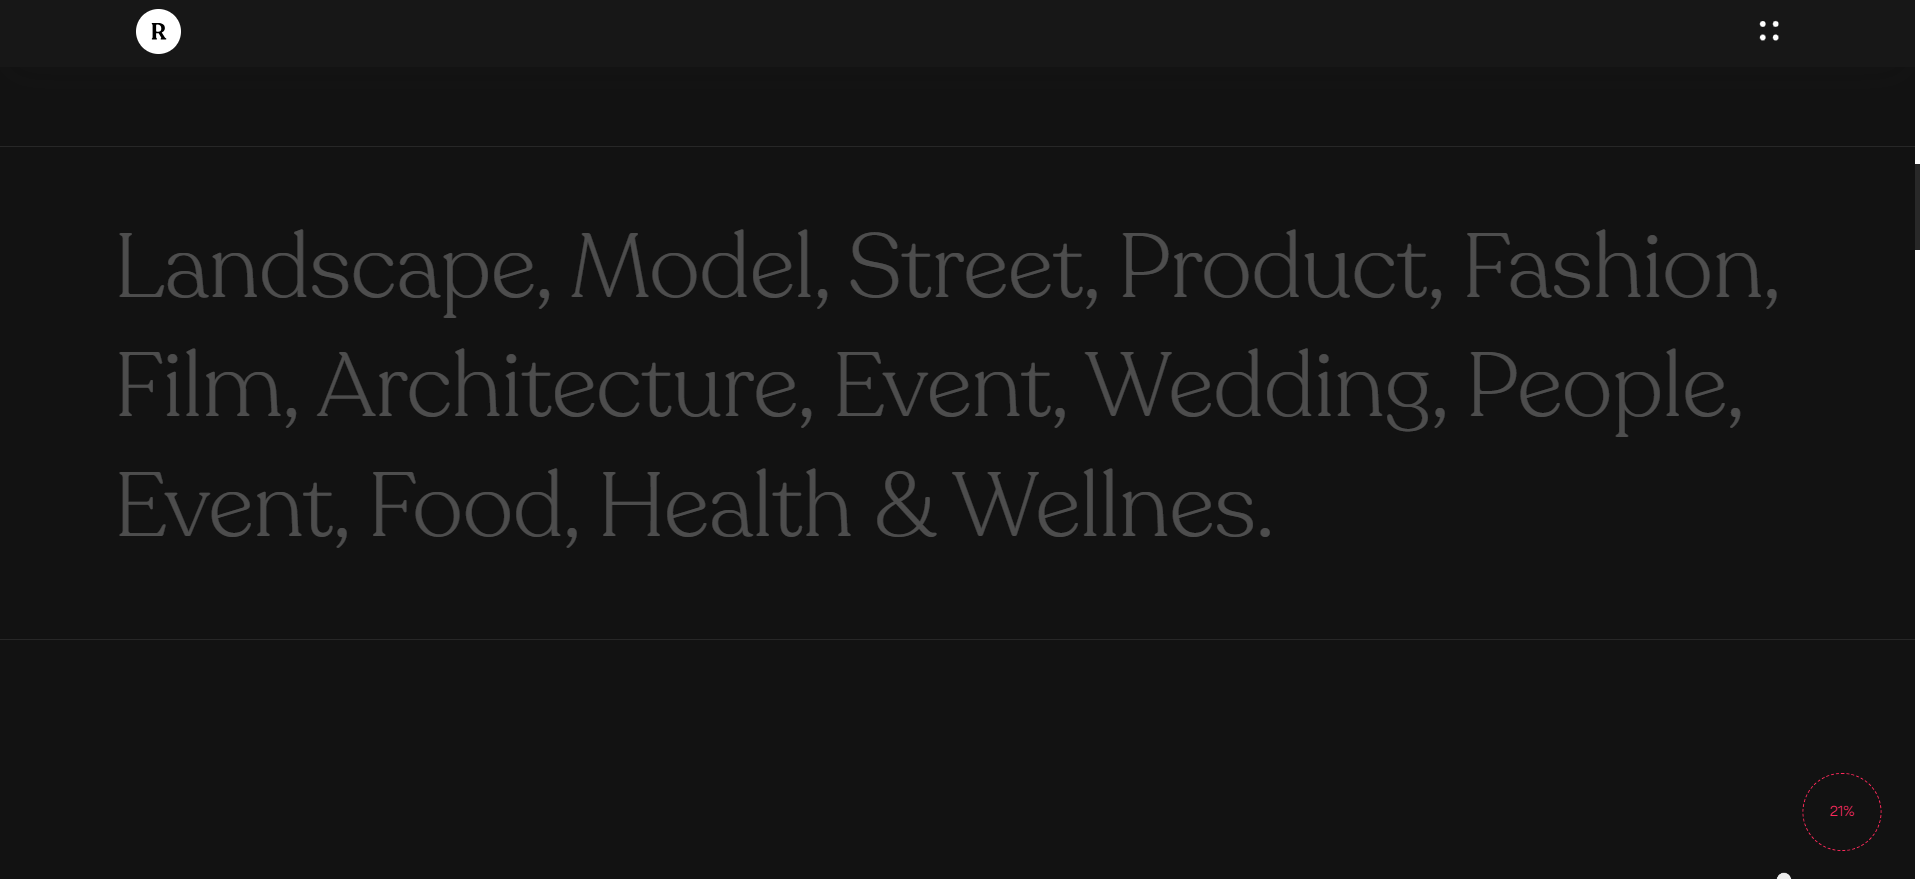 R
Landscape, Model, Street, Product, Fashion,
Film, Architecture, Event, Wedding, People,
Event, Food, Health & Wellnes.
21%